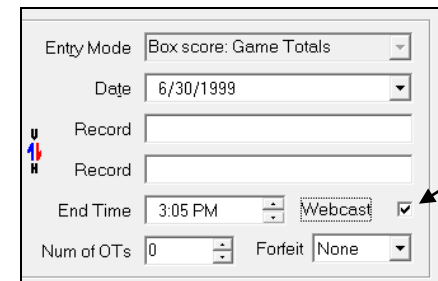 Entry Mode Box score: Game Totals
Date 6/30/1999
V Record
H Record
End Time 3:05 PM Webcast
Num of OTs 0 Forfeit None